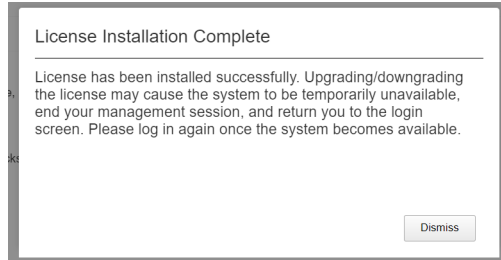 License Installation Complete
License has been installed successfully. Upgrading/downgrading
the license may cause the system to be temporarily unavailable,
end your management session, and return you to the login
screen. Please log in again once the system becomes available.
Dismiss